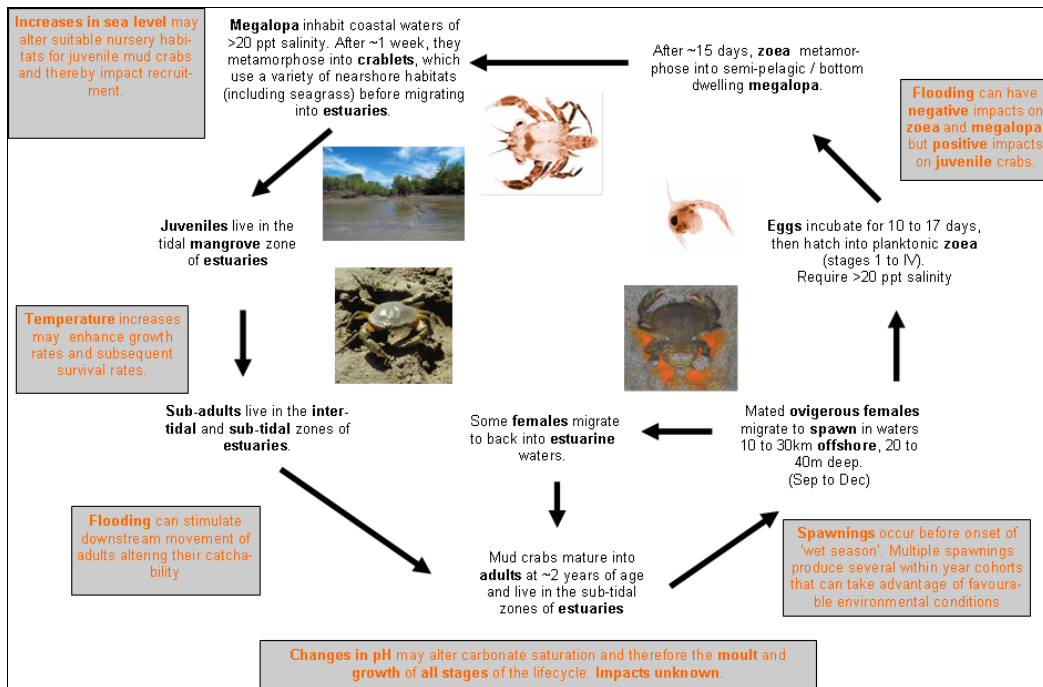 Increases in sea level may
alter suitable nursery habi-
tats for juvenile mud crabs
and thereby impact recruit-
ment.
Megalopa inhabit coastal waters of
>20 ppt salinity. After ~1 week, they
metamorphose into crablets, which
use a variety of nearshore habitats
(including seagrass) before migrating
into estuaries.
After ~15 days, zoea metamor-
phose into semi-pelagic / bottom
dwelling megalopa.
Flooding can have
negative impacts on
zoea and megalopa
but positive impacts
on juvenile crabs.
Juveniles live in the
tidal mangrove zone
of estuaries
Eggs incubate for 10 to 17 days,
then hatch into planktonic zoea
(stages 1 to IV).
Require >20 ppt salinity
Temperature increases
may enhance growth
rates and subsequent
survival rates.
Sub-adults live in the inter-
tidal and sub-tidal zones of
estuaries.
Some females migrate
to back into estuarine
waters.
Mated ovigerous females
migrate to spawn in waters
10 to 30km offshore, 20 to
40m deep.
(Sep to Dec)
Flooding can stimulate
downstream movement of
adults altering their catcha-
bility
Mud crabs mature into
adults at ~2 years of age
and live in the sub-tidal
zones of estuaries
Spawnings occur before onset of
'wet season'. Multiple spawnings
produce several within year cohorts
that can take advantage of favour-
able environmental conditions
Changes in pH may alter carbonate saturation and therefore the moult and
growth of all stages of the lifecycle. Impacts unknown.